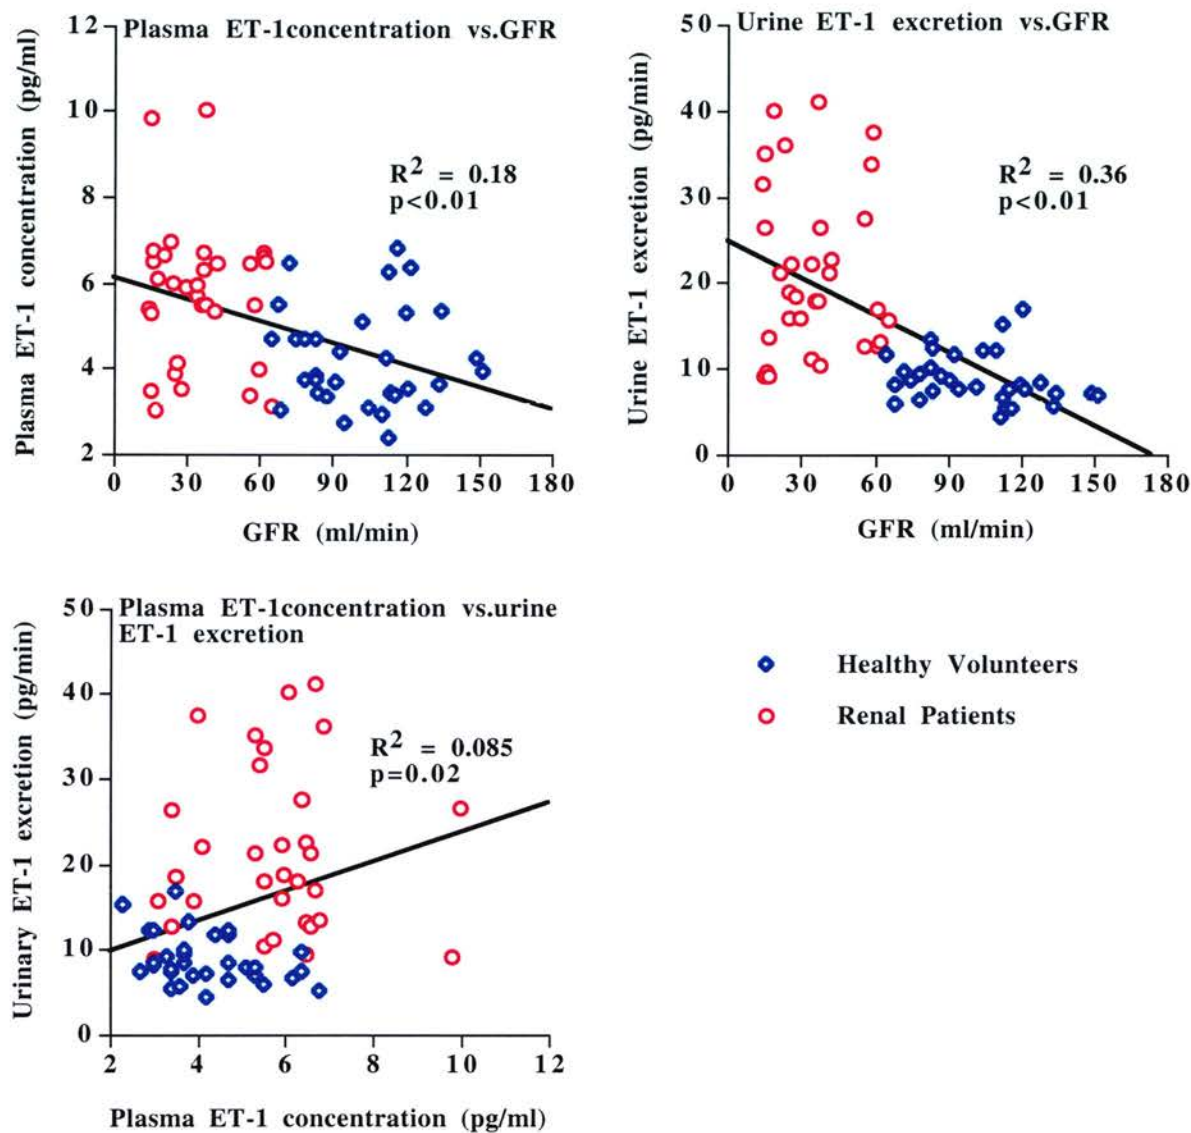 Plasma ET-1concentration vs.GFR
Plasma ET-1 concentration (pg/ml)
12
10
8
6
4
2
R2 = 0.18
p<0.01
0 30 60 90 120 150 180
GFR (ml/min)
Urine ET-1 excretion vs.GFR
Urine ET-1 excretion (pg/min)
50
40
30
20
10
0
R2 = 0.36
p<0.01
0 30 60 90 120 150 180
GFR (ml/min)
Plasma ET-1concentration vs.urine
ET-1 excretion
Urinary ET-1 excretion (pg/min)
50
40
30
20
10
0
R2 = 0.085
p=0.02
2 4 6 8 10 12
Plasma ET-1 concentration (pg/ml)
Healthy Volunteers
Renal Patients